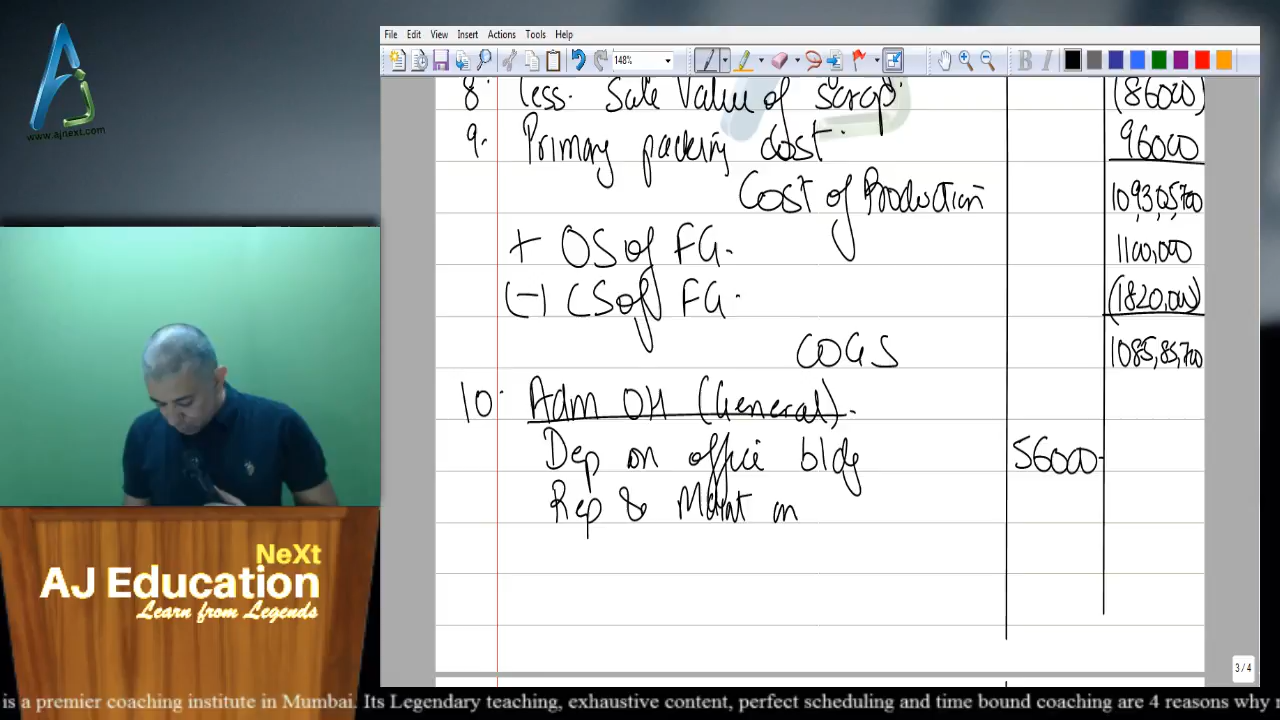 File Edit View Insert Actions Tools Help
148%
B I
8. less. Sale Value of Scrap. (86000)
9. Primary packing cost. 96000
Cost of Production 1093,05,700
+ OS of FG. 1100,000
(-) CS of FG. (1820,000)
COGS 1085,85,700
10. Adm OH (General).
Dep on office bldg 56000
Rep & Maint on
3/4
www.ajnext.com
NeXt
AJ Education
Learn from Legends
is a premier coaching institute in Mumbai. Its Legendary teaching, exhaustive content, perfect scheduling and time bound coaching are 4 reasons why